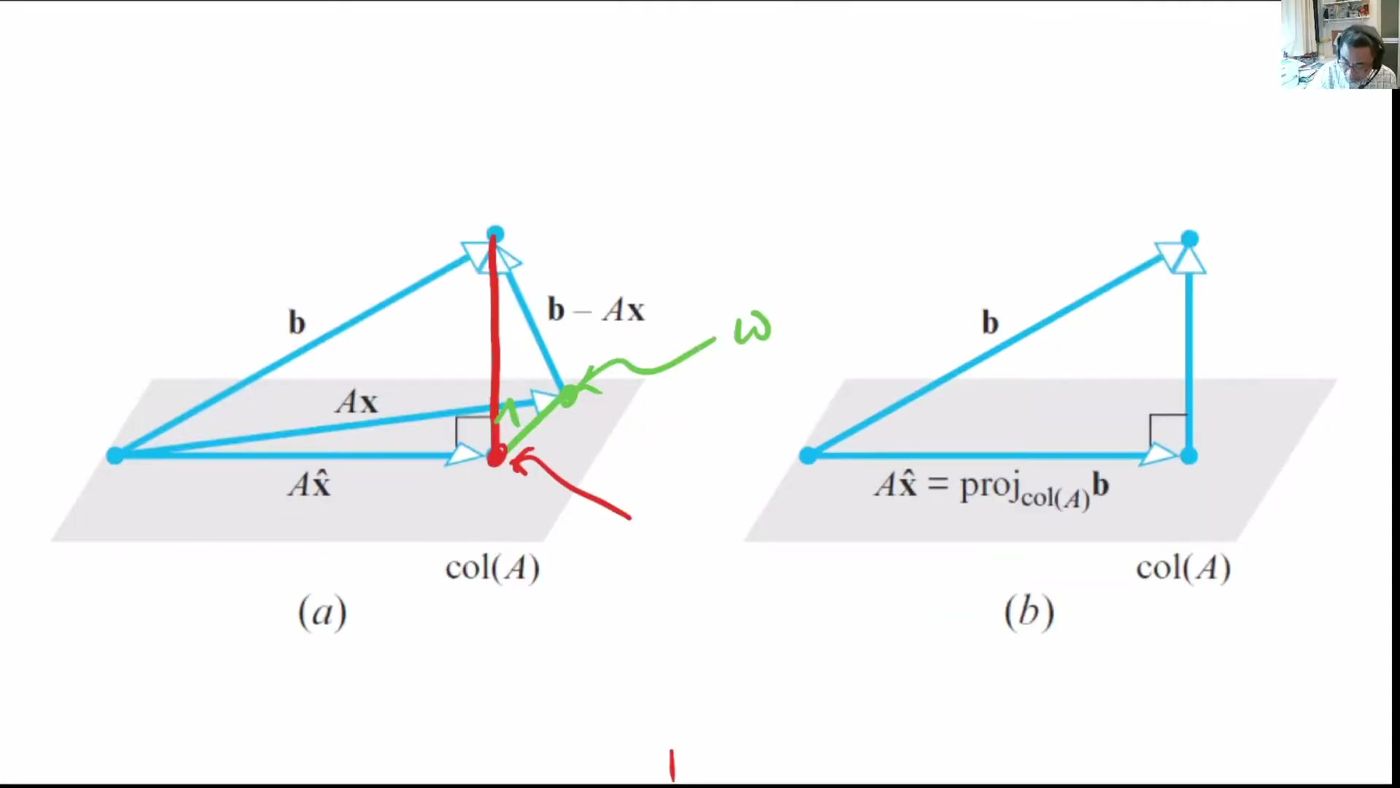 b
b – Ax
ω
Ax
Ax̂
col(A)
(a)
b
Ax̂ = proj_col(A) b
col(A)
(b)